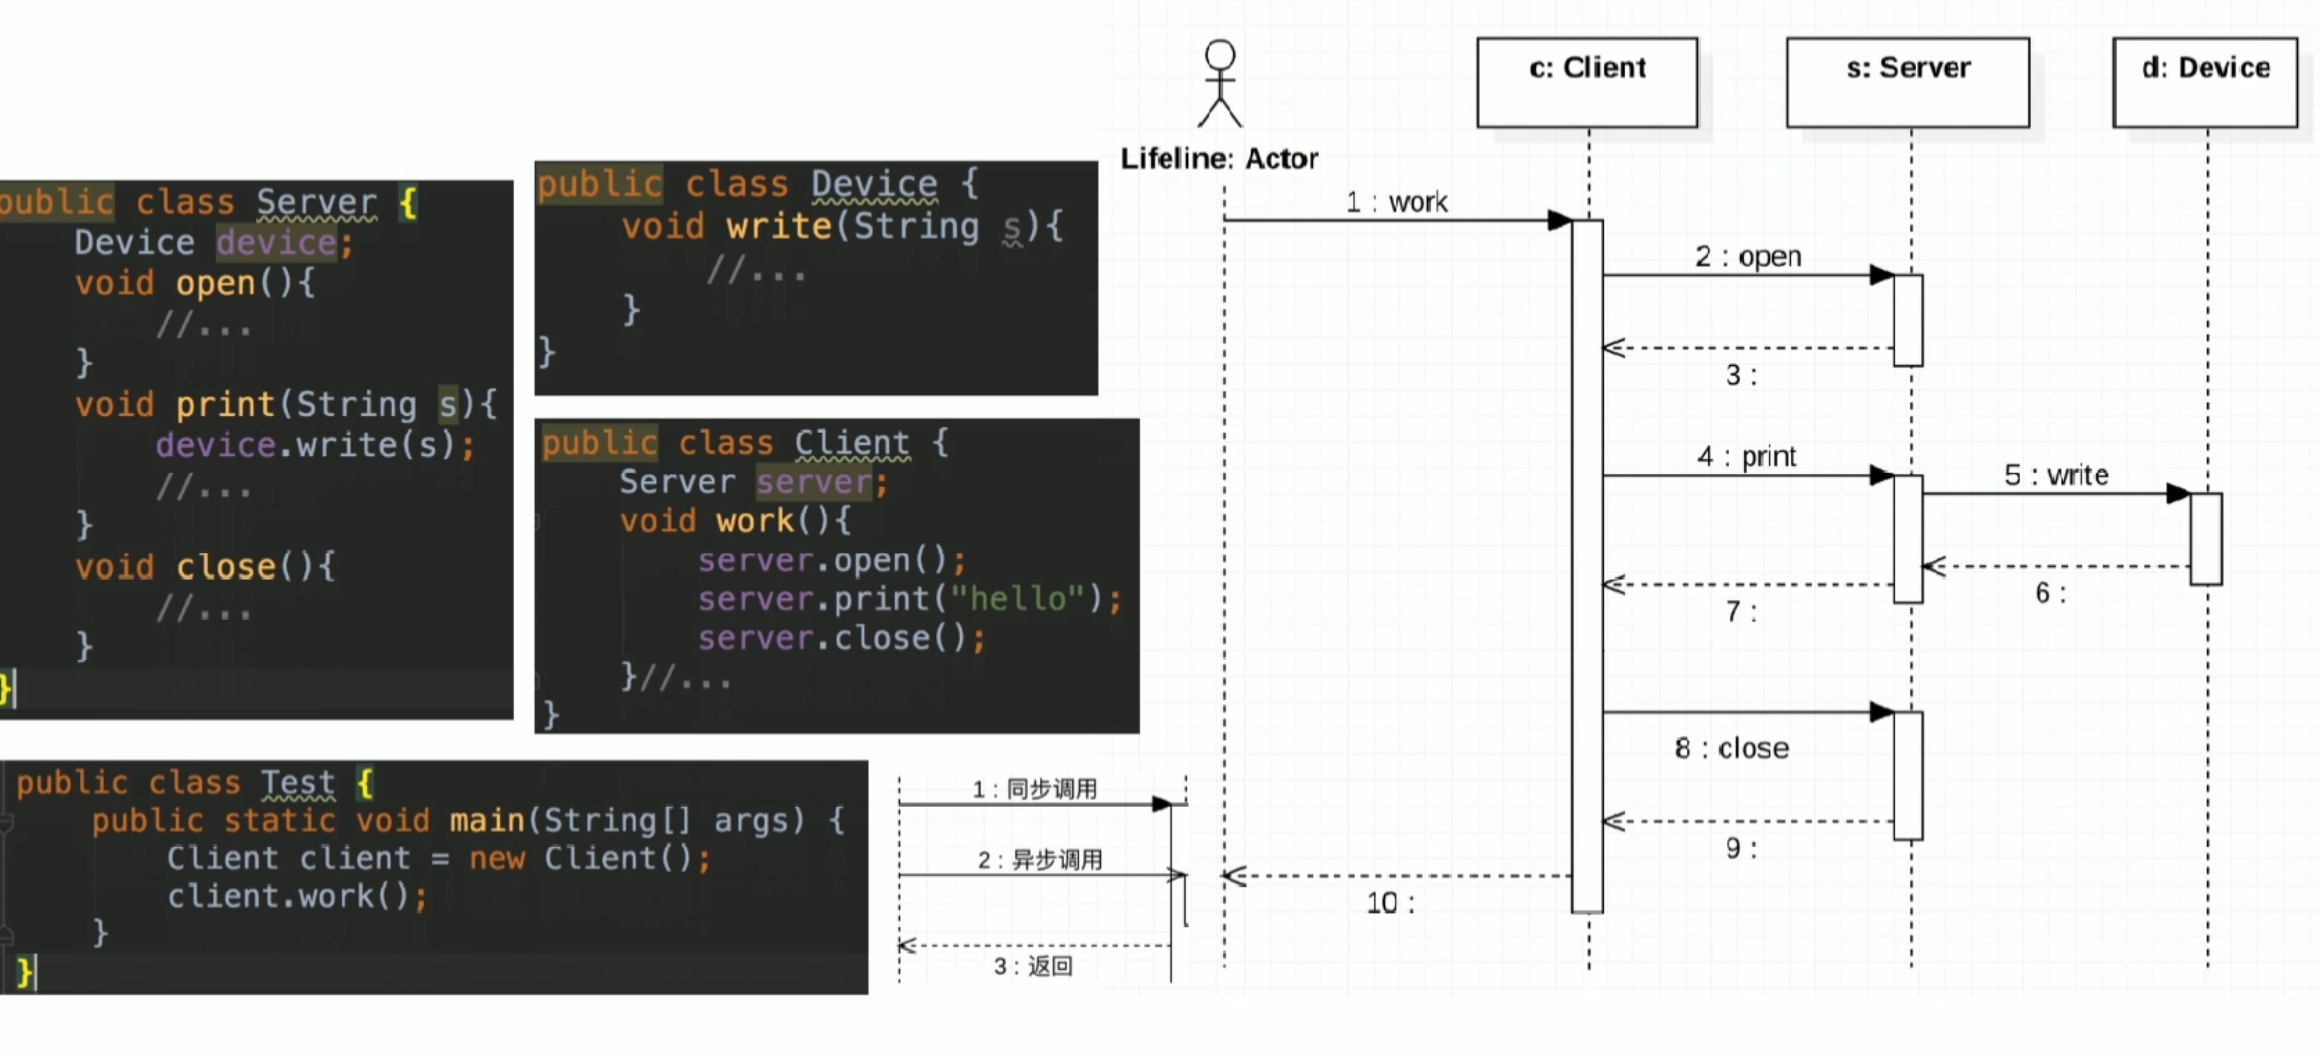 public class Server {
Device device;
void open(){
//...
}
void print(String s){
device.write(s);
//...
}
void close(){
//...
}
}
public class Device {
void write(String s){
//...
}
}
public class Client {
Server server;
void work(){
server.open();
server.print("hello");
server.close();
}//...
}
public class Test {
public static void main(String[] args) {
Client client = new Client();
client.work();
}
}
1 : 同步调用
2 : 异步调用
3 : 返回
Lifeline: Actor
c: Client
s: Server
d: Device
1 : work
2 : open
3 :
4 : print
5 : write
6 :
7 :
8 : close
9 :
10 :